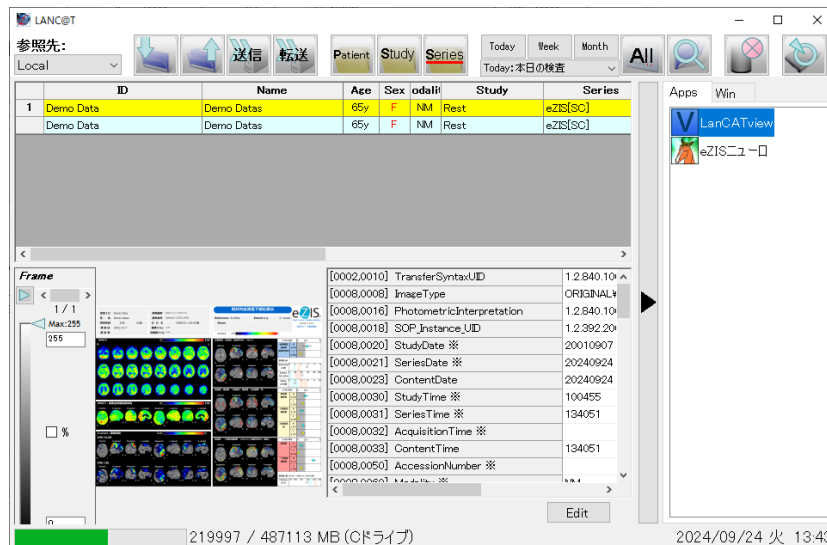 LANC@T
参照先:
Local
送信 転送 Patient Study Series Today Week Month All
Today:本日の検査
Apps Win
ID Name Age Sex odalit Study Series
1 Demo Data Demo Datas 65y F NM Rest eZIS[SC]
Demo Data Demo Datas 65y F NM Rest eZIS[SC]
LanCATview
eZISニューロ
Frame
1 / 1
Max:255
255
%
eZIS
[0002,0010] TransferSyntaxUID 1.2.840.10
[0008,0008] ImageType ORIGINAL¥
[0008,0016] PhotometricInterpretation 1.2.840.10
[0008,0018] SOP_Instance_UID 1.2.392.20
[0008,0020] StudyDate ※ 20010907
[0008,0021] SeriesDate 20240924
[0008,0023] ContentDate 20240924
[0008,0030] StudyTime ※ 100455
[0008,0031] SeriesTime ※ 134051
[0008,0032] AcquisitionTime ※
[0008,0033] ContentTime 134051
[0008,0050] AccessionNumber ※
[0008,0060] Modality ※ NM
Edit
219997 / 487113 MB (Cドライブ)
2024/09/24 火 13:43